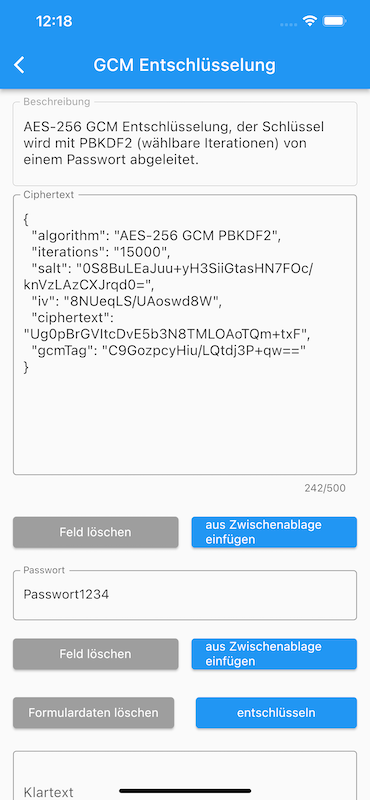 12:18
GCM Entschlüsselung
Beschreibung
AES-256 GCM Entschlüsselung, der Schlüssel
wird mit PBKDF2 (wählbare Iterationen) von
einem Passwort abgeleitet.
Ciphertext
{
"algorithm": "AES-256 GCM PBKDF2",
"iterations": "15000",
"salt": "0S8BuLEaJuu+yH3SiiGtasHN7FOc/
knVzLAzCXJrqd0=",
"iv": "8NUeqLS/UAoswd8W",
"ciphertext":
"Ug0pBrGVItcDvE5b3N8TMLOAoTQm+txF",
"gcmTag": "C9GozpcyHiu/LQtdj3P+qw=="
}
242/500
Feld löschen
aus Zwischenablage
einfügen
Passwort
Passwort1234
Feld löschen
aus Zwischenablage
einfügen
Formulardaten löschen
entschlüsseln
Klartext